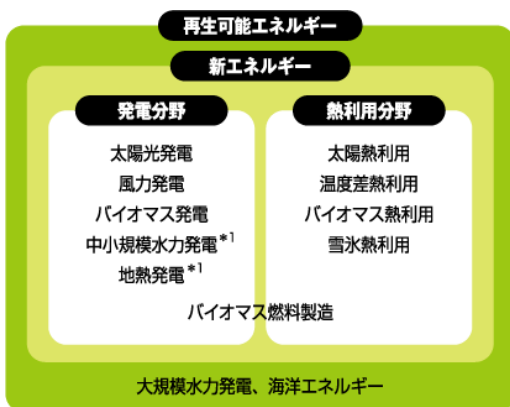 再生可能エネルギー
新エネルギー
発電分野
太陽光発電
風力発電
バイオマス発電
中小規模水力発電*1
地熱発電*1
熱利用分野
太陽熱利用
温度差熱利用
バイオマス熱利用
雪氷熱利用
バイオマス燃料製造
大規模水力発電、海洋エネルギー